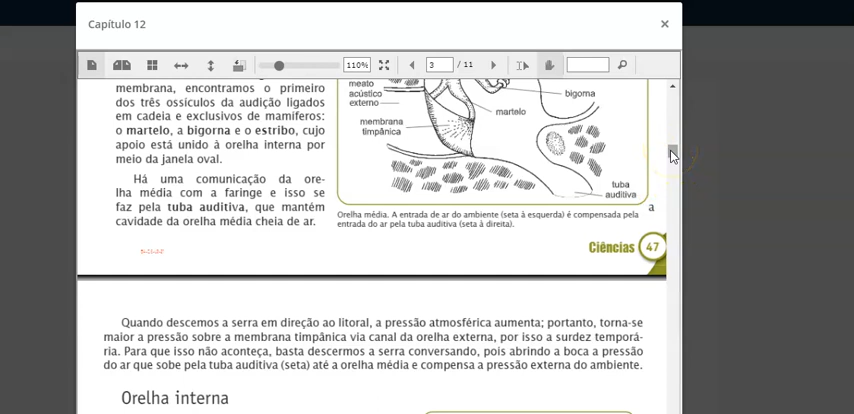 Capítulo 12
×
110%
3
/ 11
membrana, encontramos o primeiro
dos três ossículos da audição ligados
em cadeia e exclusivos de mamíferos:
o martelo, a bigorna e o estribo, cujo
apoio está unido à orelha interna por
meio da janela oval.
Há uma comunicação da ore-
lha média com a faringe e isso se
faz pela tuba auditiva, que mantém
cavidade da orelha média cheia de ar.
meato
acústico
externo
membrana
timpânica
bigorna
martelo
tuba
auditiva
a
Orelha média. A entrada de ar do ambiente (seta à esquerda) é compensada pela
entrada do ar pela tuba auditiva (seta à direita).
Ciências 47
Quando descemos a serra em direção ao litoral, a pressão atmosférica aumenta; portanto, torna-se
maior a pressão sobre a membrana timpânica via canal da orelha externa, por isso a surdez temporá-
ria. Para que isso não aconteça, basta descermos a serra conversando, pois abrindo a boca a pressão
do ar que sobe pela tuba auditiva (seta) até a orelha média e compensa a pressão externa do ambiente.
Orelha interna